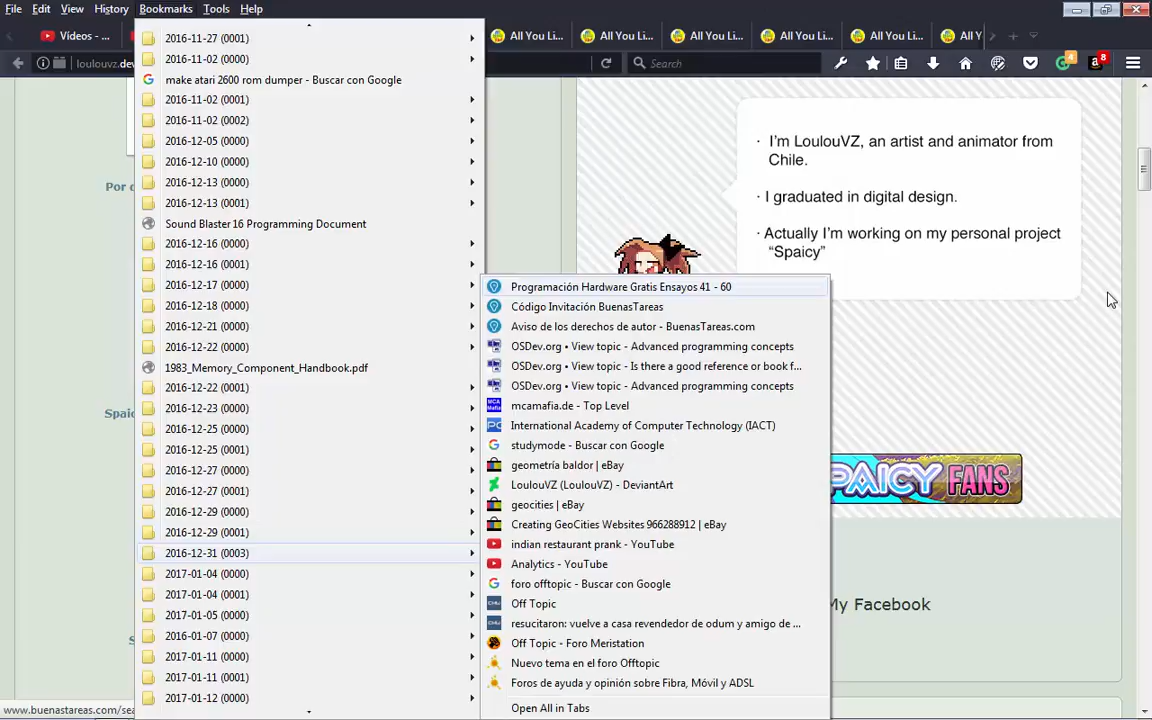 File Edit View History Bookmarks Tools Help
Vídeos - ...
All You Li...
All You Li...
All You Li...
All You Li...
All You Li...
All Y
loulouvz.dev
Search
4
8
2016-11-27 (0001)
2016-11-02 (0000)
make atari 2600 rom dumper - Buscar con Google
2016-11-02 (0001)
2016-11-02 (0002)
2016-12-05 (0000)
2016-12-10 (0000)
2016-12-13 (0000)
2016-12-13 (0001)
Sound Blaster 16 Programming Document
2016-12-16 (0000)
2016-12-16 (0001)
2016-12-17 (0000)
2016-12-18 (0000)
2016-12-21 (0000)
2016-12-22 (0000)
1983_Memory_Component_Handbook.pdf
2016-12-22 (0001)
2016-12-23 (0000)
2016-12-25 (0000)
2016-12-25 (0001)
2016-12-27 (0000)
2016-12-27 (0001)
2016-12-29 (0000)
2016-12-29 (0001)
2016-12-31 (0003)
2017-01-04 (0000)
2017-01-04 (0001)
2017-01-05 (0000)
2016-01-07 (0000)
2017-01-11 (0000)
2017-01-11 (0001)
2017-01-12 (0000)
Programación Hardware Gratis Ensayos 41 - 60
Código Invitación BuenasTareas
Aviso de los derechos de autor - BuenasTareas.com
OSDev.org • View topic - Advanced programming concepts
OSDev.org • View topic - Is there a good reference or book f...
OSDev.org • View topic - Advanced programming concepts
mcamafia.de - Top Level
International Academy of Computer Technology (IACT)
studymode - Buscar con Google
geometría baldor | eBay
LoulouVZ (LoulouVZ) - DeviantArt
geocities | eBay
Creating GeoCities Websites 966288912 | eBay
indian restaurant prank - YouTube
Analytics - YouTube
foro offtopic - Buscar con Google
Off Topic
resucitaron: vuelve a casa revendedor de odum y amigo de ...
Off Topic - Foro Meristation
Nuevo tema en el foro Offtopic
Foros de ayuda y opinión sobre Fibra, Móvil y ADSL
Open All in Tabs
· I'm LoulouVZ, an artist and animator from
Chile.
· I graduated in digital design.
· Actually I'm working on my personal project
"Spaicy"
PAICY FANS
My Facebook
Por d
Spaic
S
www.buenastareas.com/sea